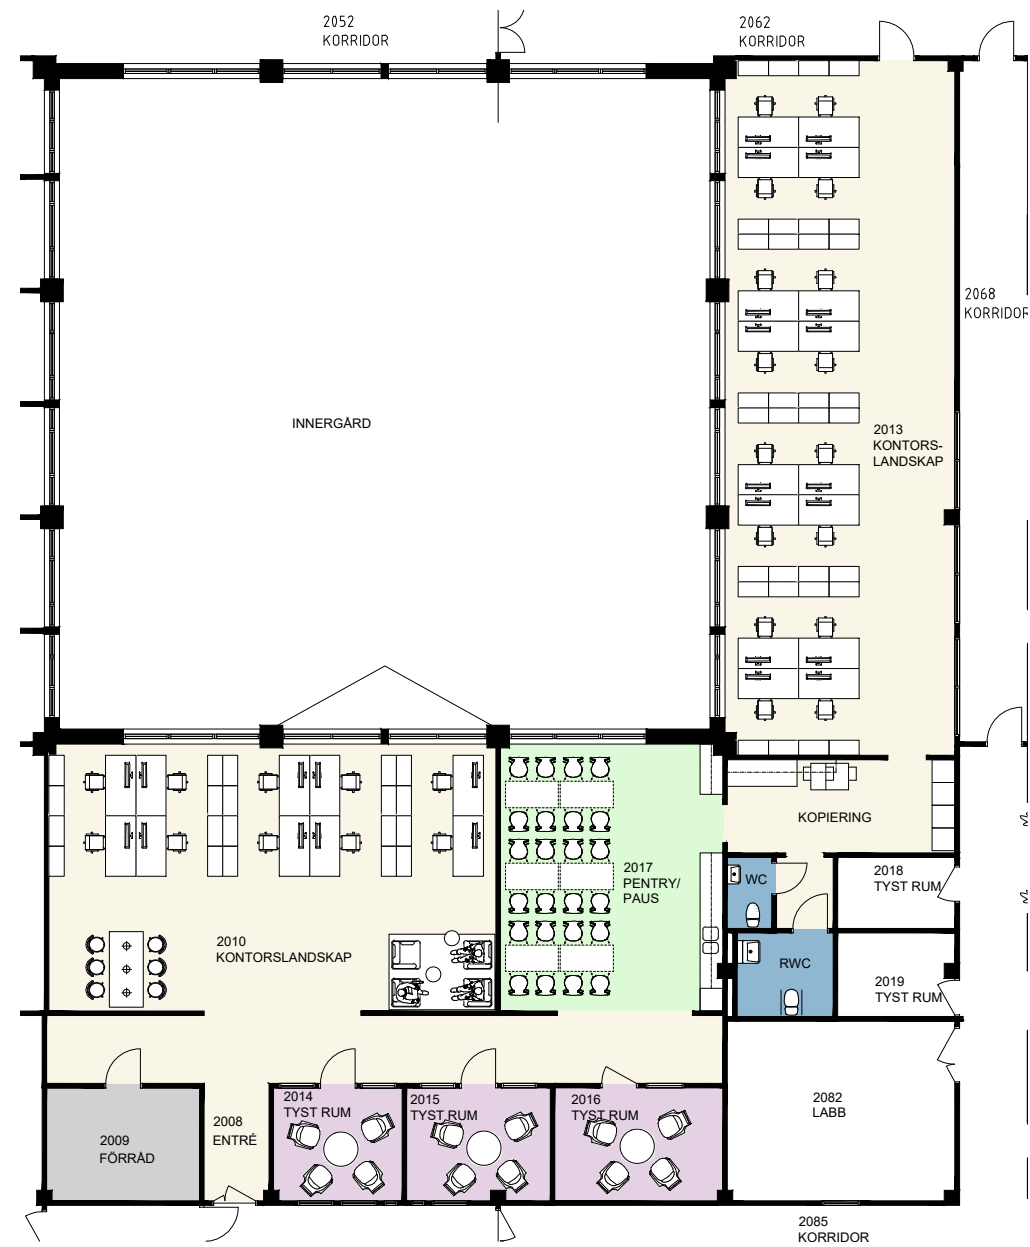 2052
KORRIDOR
2062
KORRIDOR
2068
KORRIDOR
INNERGÅRD
2013
KONTORS-
LANDSKAP
KOPIERING
2017
PENTRY/
PAUS
WC
2018
TYST RUM
2010
KONTORSLANDSKAP
RWC
2019
TYST RUM
2014
TYST RUM
2015
TYST RUM
2016
TYST RUM
2082
LABB
2008
ENTRÉ
2009
FÖRRÅD
2085
KORRIDOR